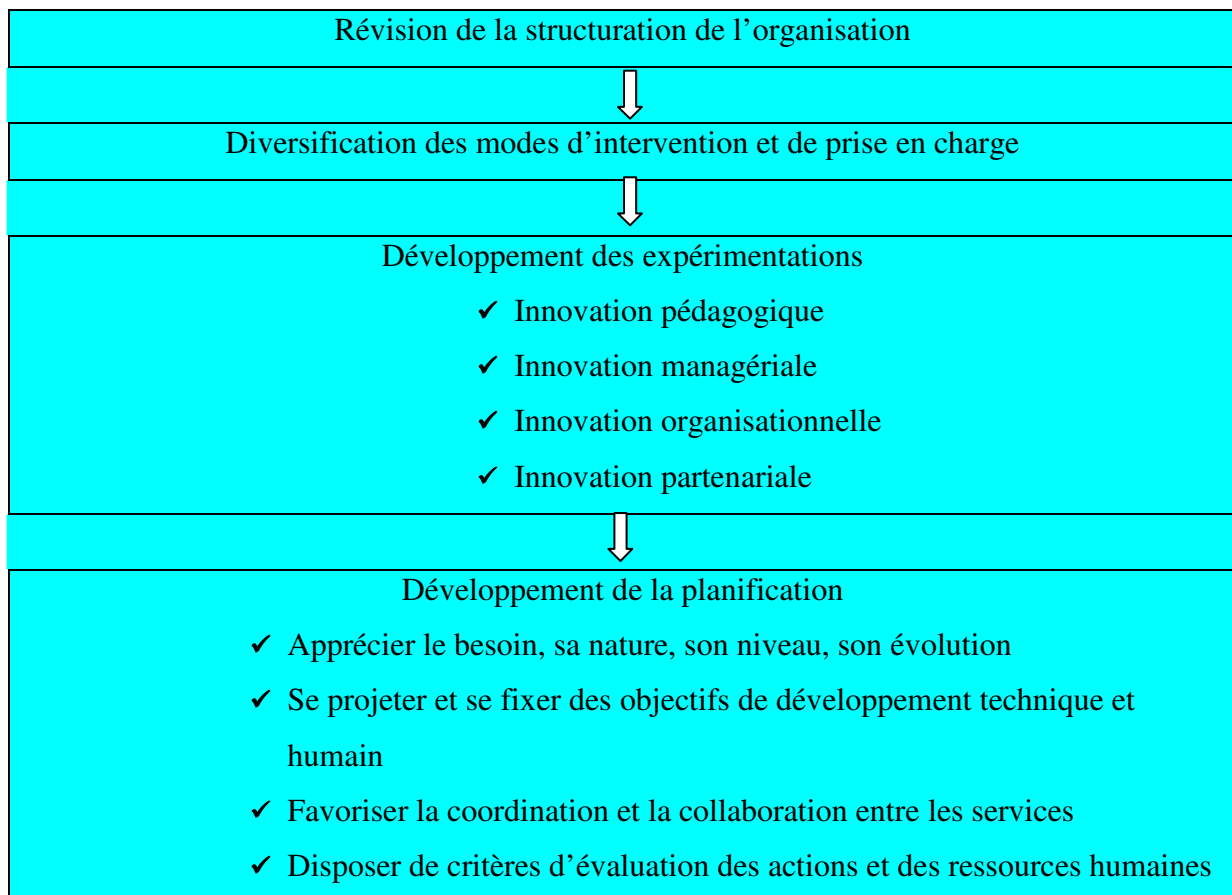 Révision de la structuration de l’organisation
Diversification des modes d’intervention et de prise en charge
Développement des expérimentations
✓ Innovation pédagogique
✓ Innovation managériale
✓ Innovation organisationnelle
✓ Innovation partenariale
Développement de la planification
✓ Apprécier le besoin, sa nature, son niveau, son évolution
✓ Se projeter et se fixer des objectifs de développement technique et
humain
✓ Favoriser la coordination et la collaboration entre les services
✓ Disposer de critères d’évaluation des actions et des ressources humaines